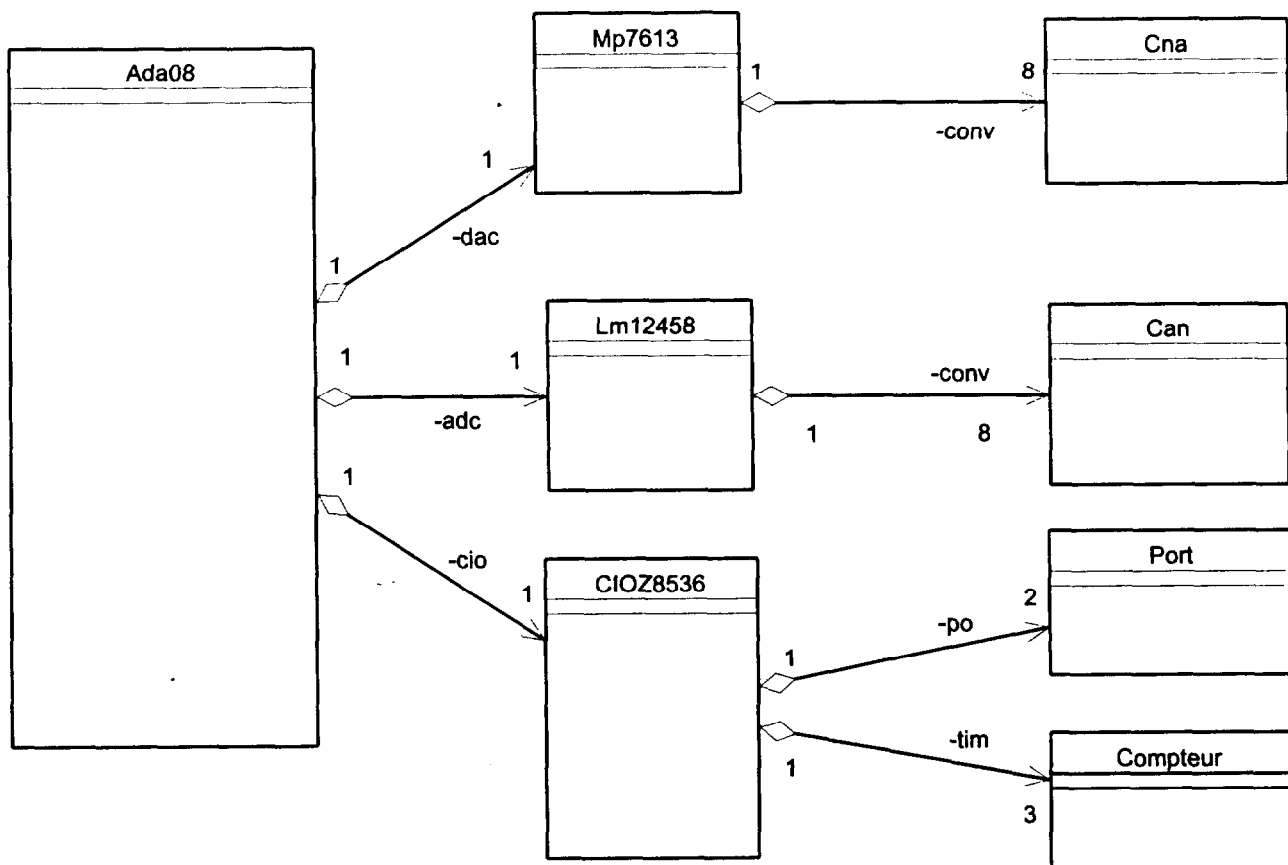 Ada08
Mp7613
Cna
1
8
-conv
1
-dac
1
Lm12458
Can
1
1
-adc
-conv
1
8
1
-cio
1
CIOZ8536
Port
2
-po
1
-tim
1
Compteur
3